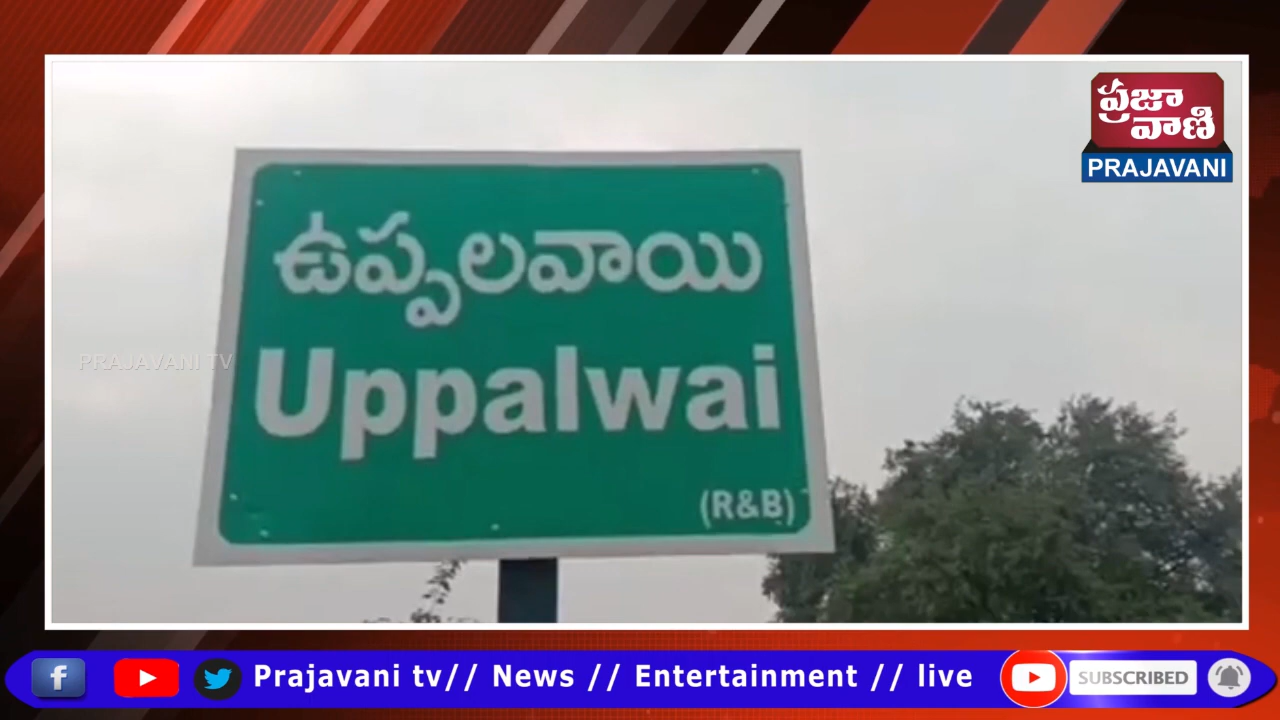 ప్రజా
వాణి
PRAJAVANI
ఉప్పలవాయి
Uppalwai
(R&B)
PRAJAVANI TV
Prajavani tv// News // Entertainment // live
SUBSCRIBED